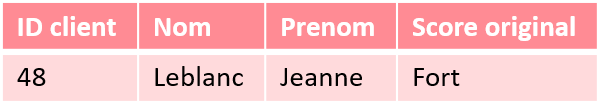 ID client Nom Prenom Score original
48 Leblanc Jeanne Fort